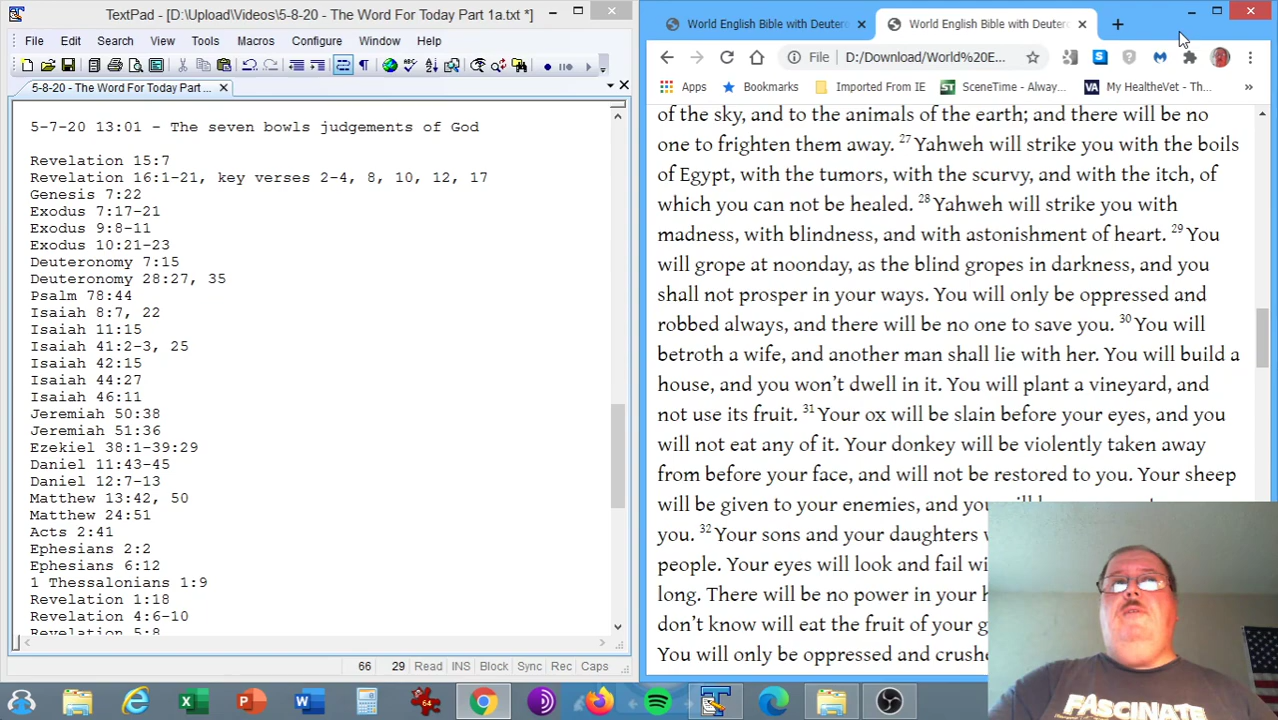 TextPad - [D:\Upload\Videos\5-8-20 - The Word For Today Part 1a.txt *]
File Edit Search View Tools Macros Configure Window Help
5-8-20 - The Word For Today Part ...
5-7-20 13:01 - The seven bowls judgements of God
Revelation 15:7
Revelation 16:1-21, key verses 2-4, 8, 10, 12, 17
Genesis 7:22
Exodus 7:17-21
Exodus 9:8-11
Exodus 10:21-23
Deuteronomy 7:15
Deuteronomy 28:27, 35
Psalm 78:44
Isaiah 8:7, 22
Isaiah 11:15
Isaiah 41:2-3, 25
Isaiah 42:15
Isaiah 44:27
Isaiah 46:11
Jeremiah 50:38
Jeremiah 51:36
Ezekiel 38:1-39:29
Daniel 11:43-45
Daniel 12:7-13
Matthew 13:42, 50
Matthew 24:51
Acts 2:41
Ephesians 2:2
Ephesians 6:12
1 Thessalonians 1:9
Revelation 1:18
Revelation 4:6-10
Revelation 5:8
66 29 Read INS Block Sync Rec Caps
World English Bible with Deuter World English Bible with Deuter
File D:/Download/World%20E...
Apps Bookmarks Imported From IE ST SceneTime - Alway... VA My HealtheVet - Th... »
of the sky, and to the animals of the earth; and there will be no
one to frighten them away. 27 Yahweh will strike you with the boils
of Egypt, with the tumors, with the scurvy, and with the itch, of
which you can not be healed. 28 Yahweh will strike you with
madness, with blindness, and with astonishment of heart. 29 You
will grope at noonday, as the blind gropes in darkness, and you
shall not prosper in your ways. You will only be oppressed and
robbed always, and there will be no one to save you. 30 You will
betroth a wife, and another man shall lie with her. You will build a
house, and you won't dwell in it. You will plant a vineyard, and
not use its fruit. 31 Your ox will be slain before your eyes, and you
will not eat any of it. Your donkey will be violently taken away
from before your face, and will not be restored to you. Your sheep
will be given to your enemies, and you
you. 32 Your sons and your daughters
people. Your eyes will look and fail
long. There will be no power in your
don't know will eat the fruit of your
You will only be oppressed and crushe
FASCINATE
64